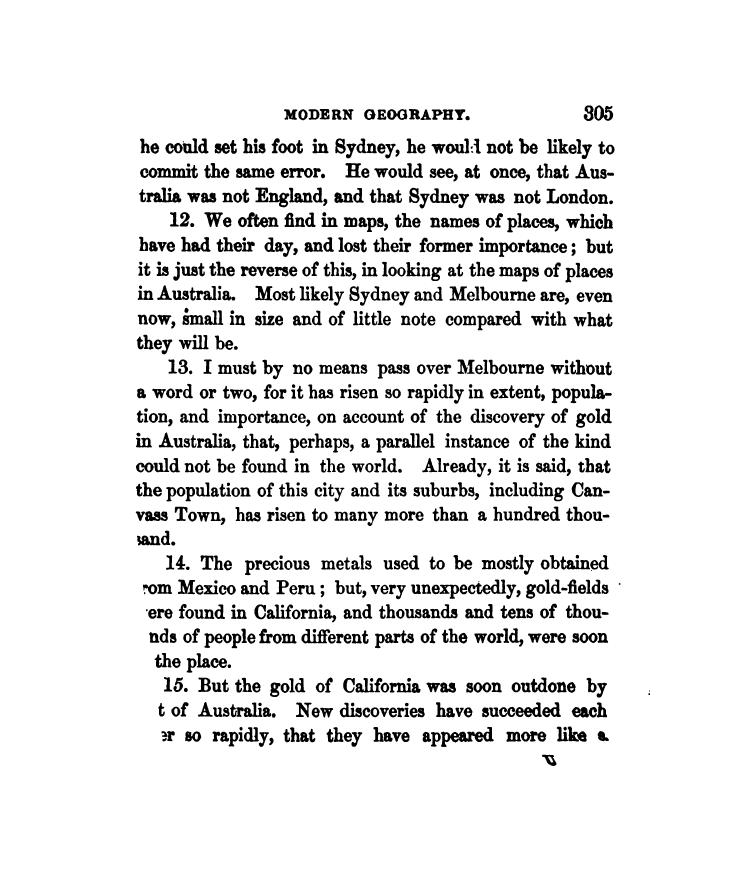 MODERN GEOGRAPHY. 305
he could set his foot in Sydney, he would not be likely to
commit the same error. He would see, at once, that Aus-
tralia was not England, and that Sydney was not London.
12. We often find in maps, the names of places, which
have had their day, and lost their former importance; but
it is just the reverse of this, in looking at the maps of places
in Australia. Most likely Sydney and Melbourne are, even
now, small in size and of little note compared with what
they will be.
13. I must by no means pass over Melbourne without
a word or two, for it has risen so rapidly in extent, popula-
tion, and importance, on account of the discovery of gold
in Australia, that, perhaps, a parallel instance of the kind
could not be found in the world. Already, it is said, that
the population of this city and its suburbs, including Can-
vass Town, has risen to many more than a hundred thou-
sand.
14. The precious metals used to be mostly obtained
rom Mexico and Peru; but, very unexpectedly, gold-fields
ere found in California, and thousands and tens of thou-
nds of people from different parts of the world, were soon
the place.
15. But the gold of California was soon outdone by
t of Australia. New discoveries have succeeded each
er so rapidly, that they have appeared more like a